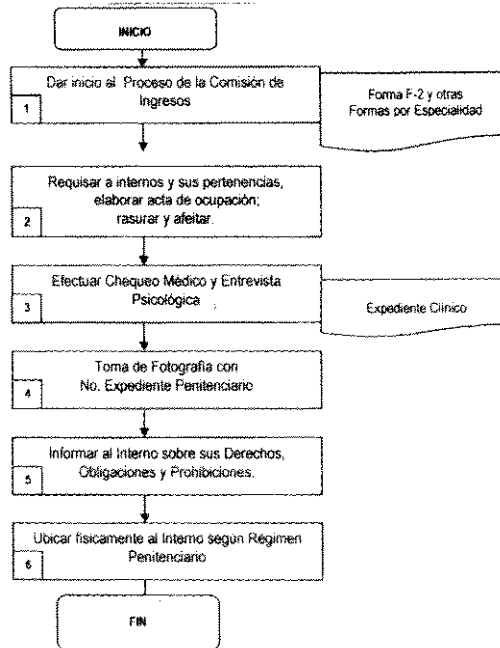 INICIO
Dar inicio al Proceso de la Comisión de
Ingresos
1
Forma F-2 y otras
Formas por Especialidad
Requisar a internos y sus pertenencias,
elaborar acta de ocupación;
rasurar y afeitar.
2
Efectuar Chequeo Médico y Entrevista
Psicológica
3
Expediente Clínico
Toma de Fotografía con
No. Expediente Penitenciario
4
Informar al Interno sobre sus Derechos,
Obligaciones y Prohibiciones.
5
Ubicar físicamente al Interno según Régimen
Penitenciario
6
FIN